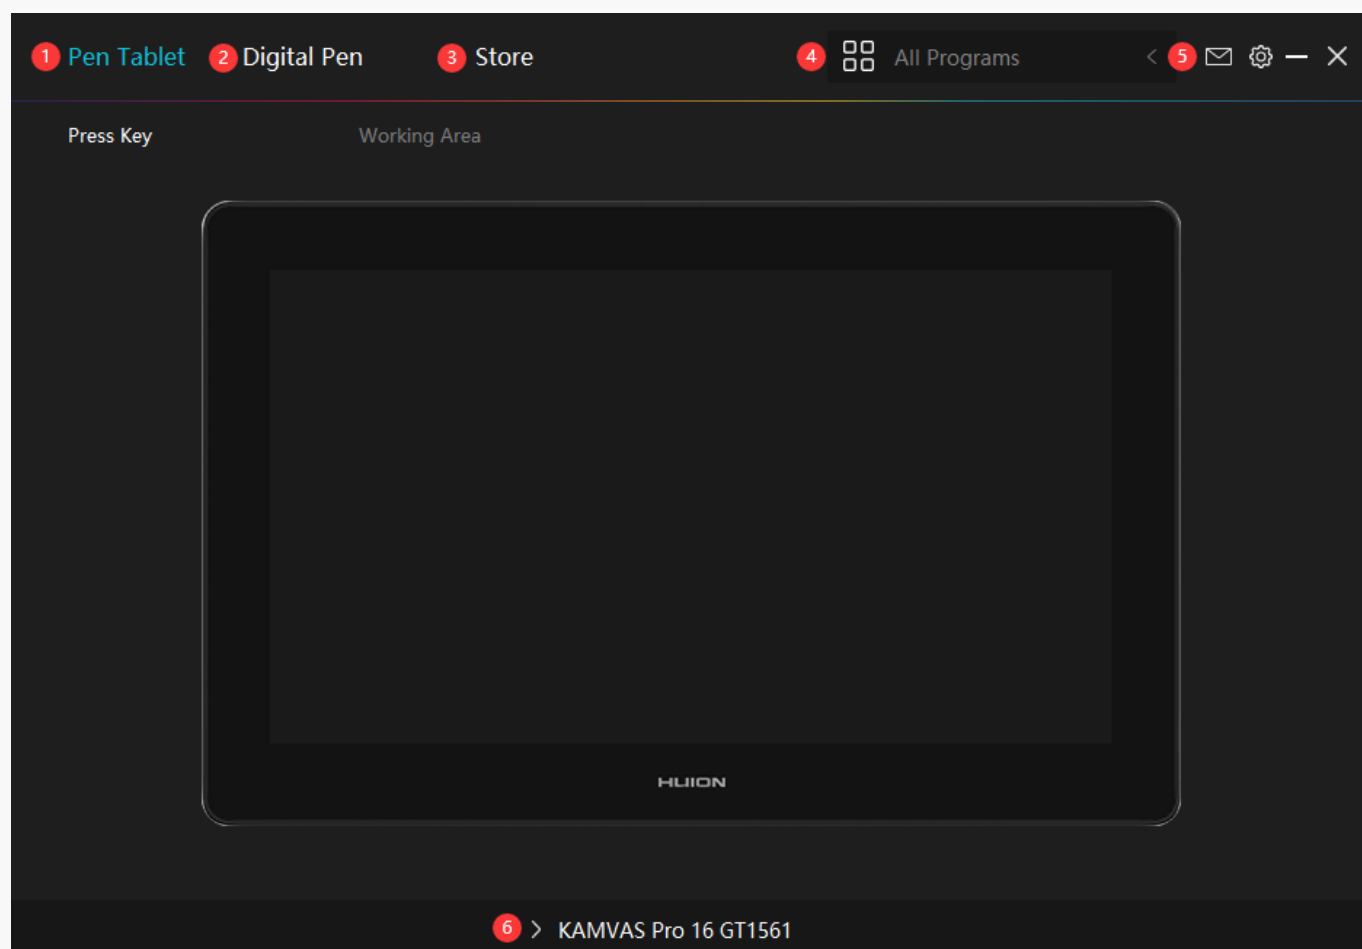 1 Pen Tablet 2 Digital Pen 3 Store 4 All Programs 5
Press Key Working Area
HUION
6 KAMVAS Pro 16 GT1561